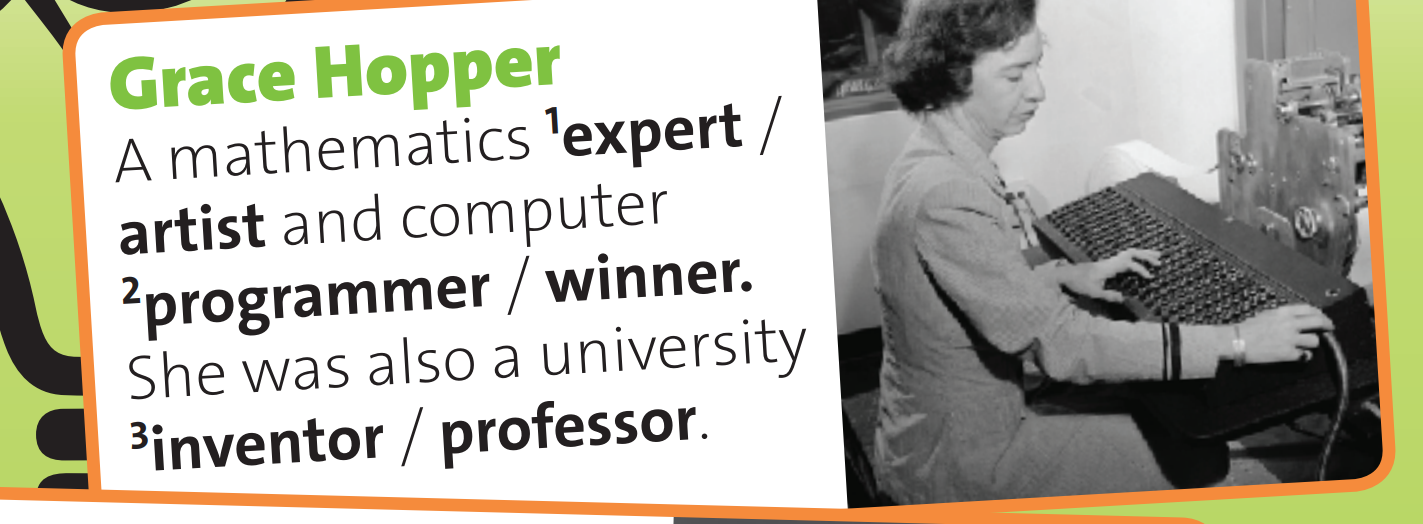 Grace Hopper
A mathematics ¹expert /
artist and computer
²programmer / winner.
She was also a university
³inventor / professor.